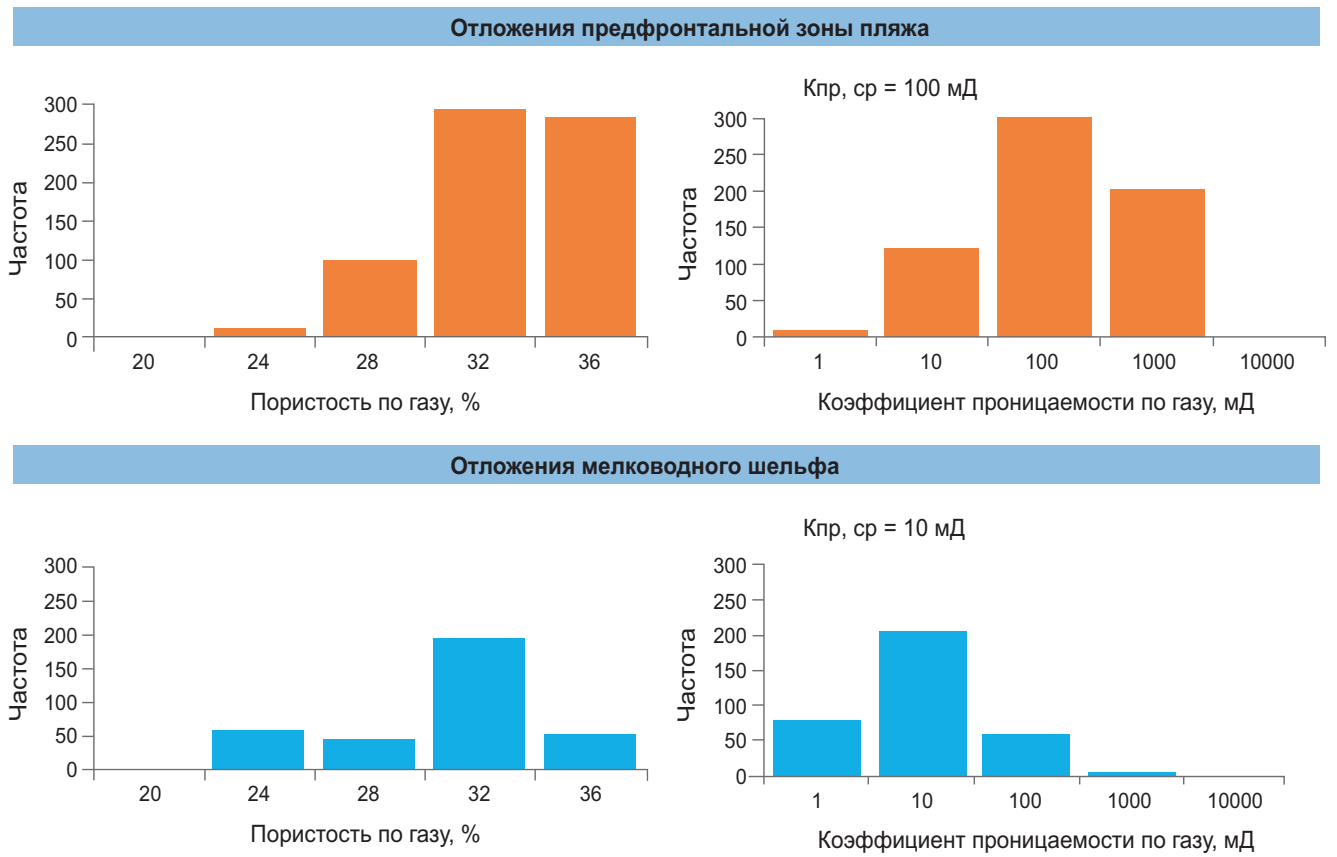 Отложения предфронтальной зоны пляжа
Частота
300
250
200
150
100
50
0
20 24 28 32 36
Пористость по газу, %
Кпр, ср = 100 мД
Частота
300
250
200
150
100
50
0
1 10 100 1000 10000
Коэффициент проницаемости по газу, мД
Отложения мелководного шельфа
Частота
300
250
200
150
100
50
0
20 24 28 32 36
Пористость по газу, %
Кпр, ср = 10 мД
Частота
300
250
200
150
100
50
0
1 10 100 1000 10000
Коэффициент проницаемости по газу, мД